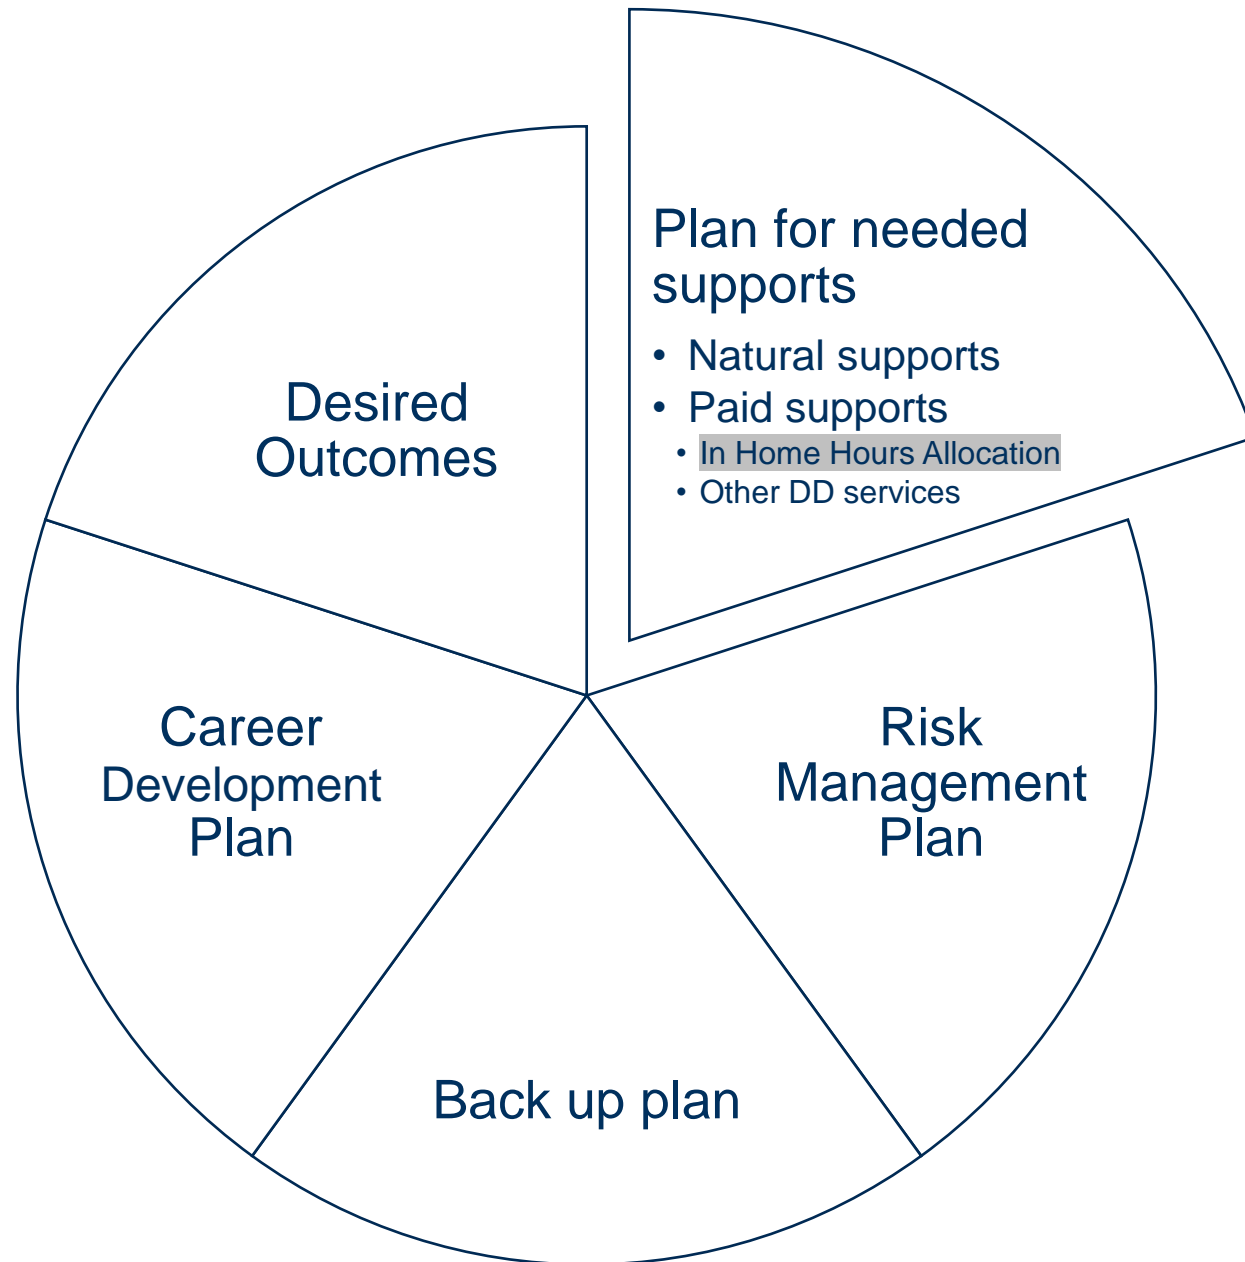 Plan for needed
supports
• Natural supports
• Paid supports
• In Home Hours Allocation
• Other DD services
Desired
Outcomes
Career
Development
Plan
Risk
Management
Plan
Back up plan